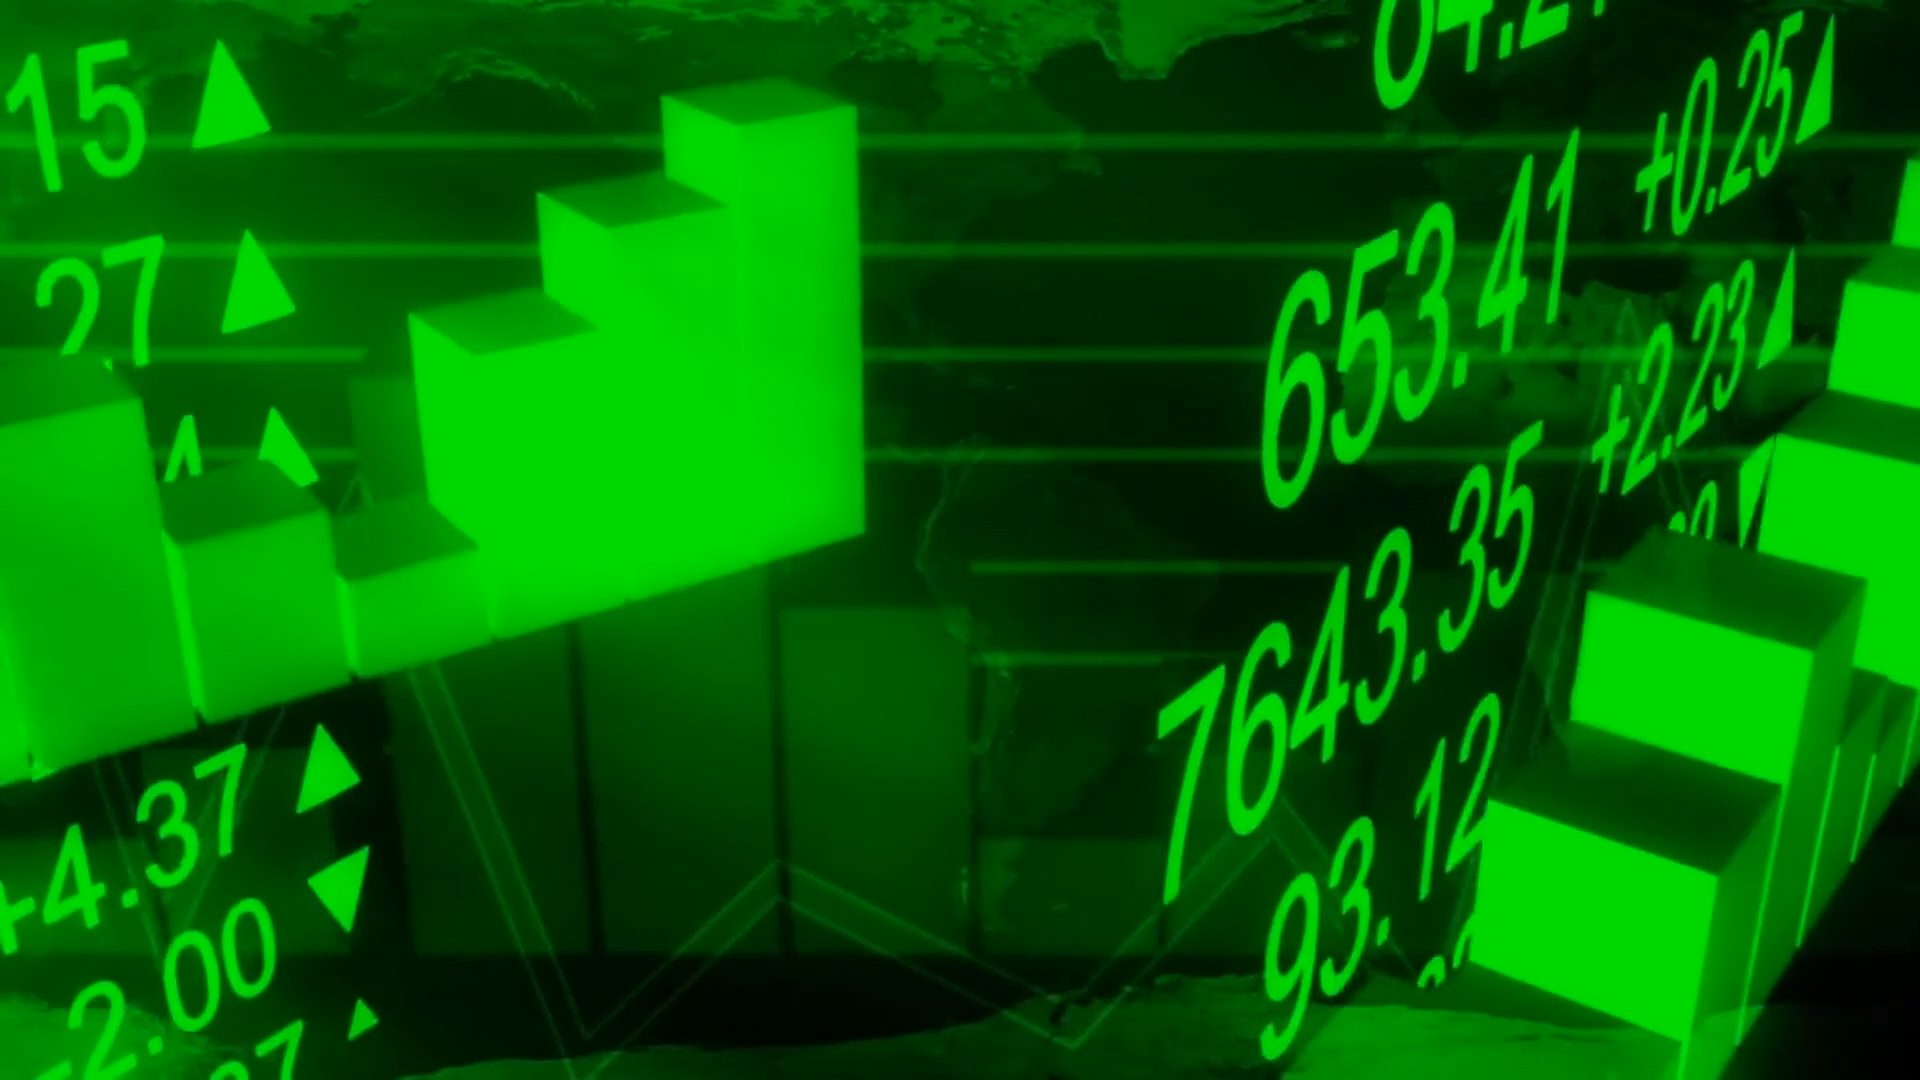 15 ▲
27 ▲
+4.37 ▲
-2.00 ▼
653.41 +0.25 ▲
7643.35 +2.23 ▲
93.12